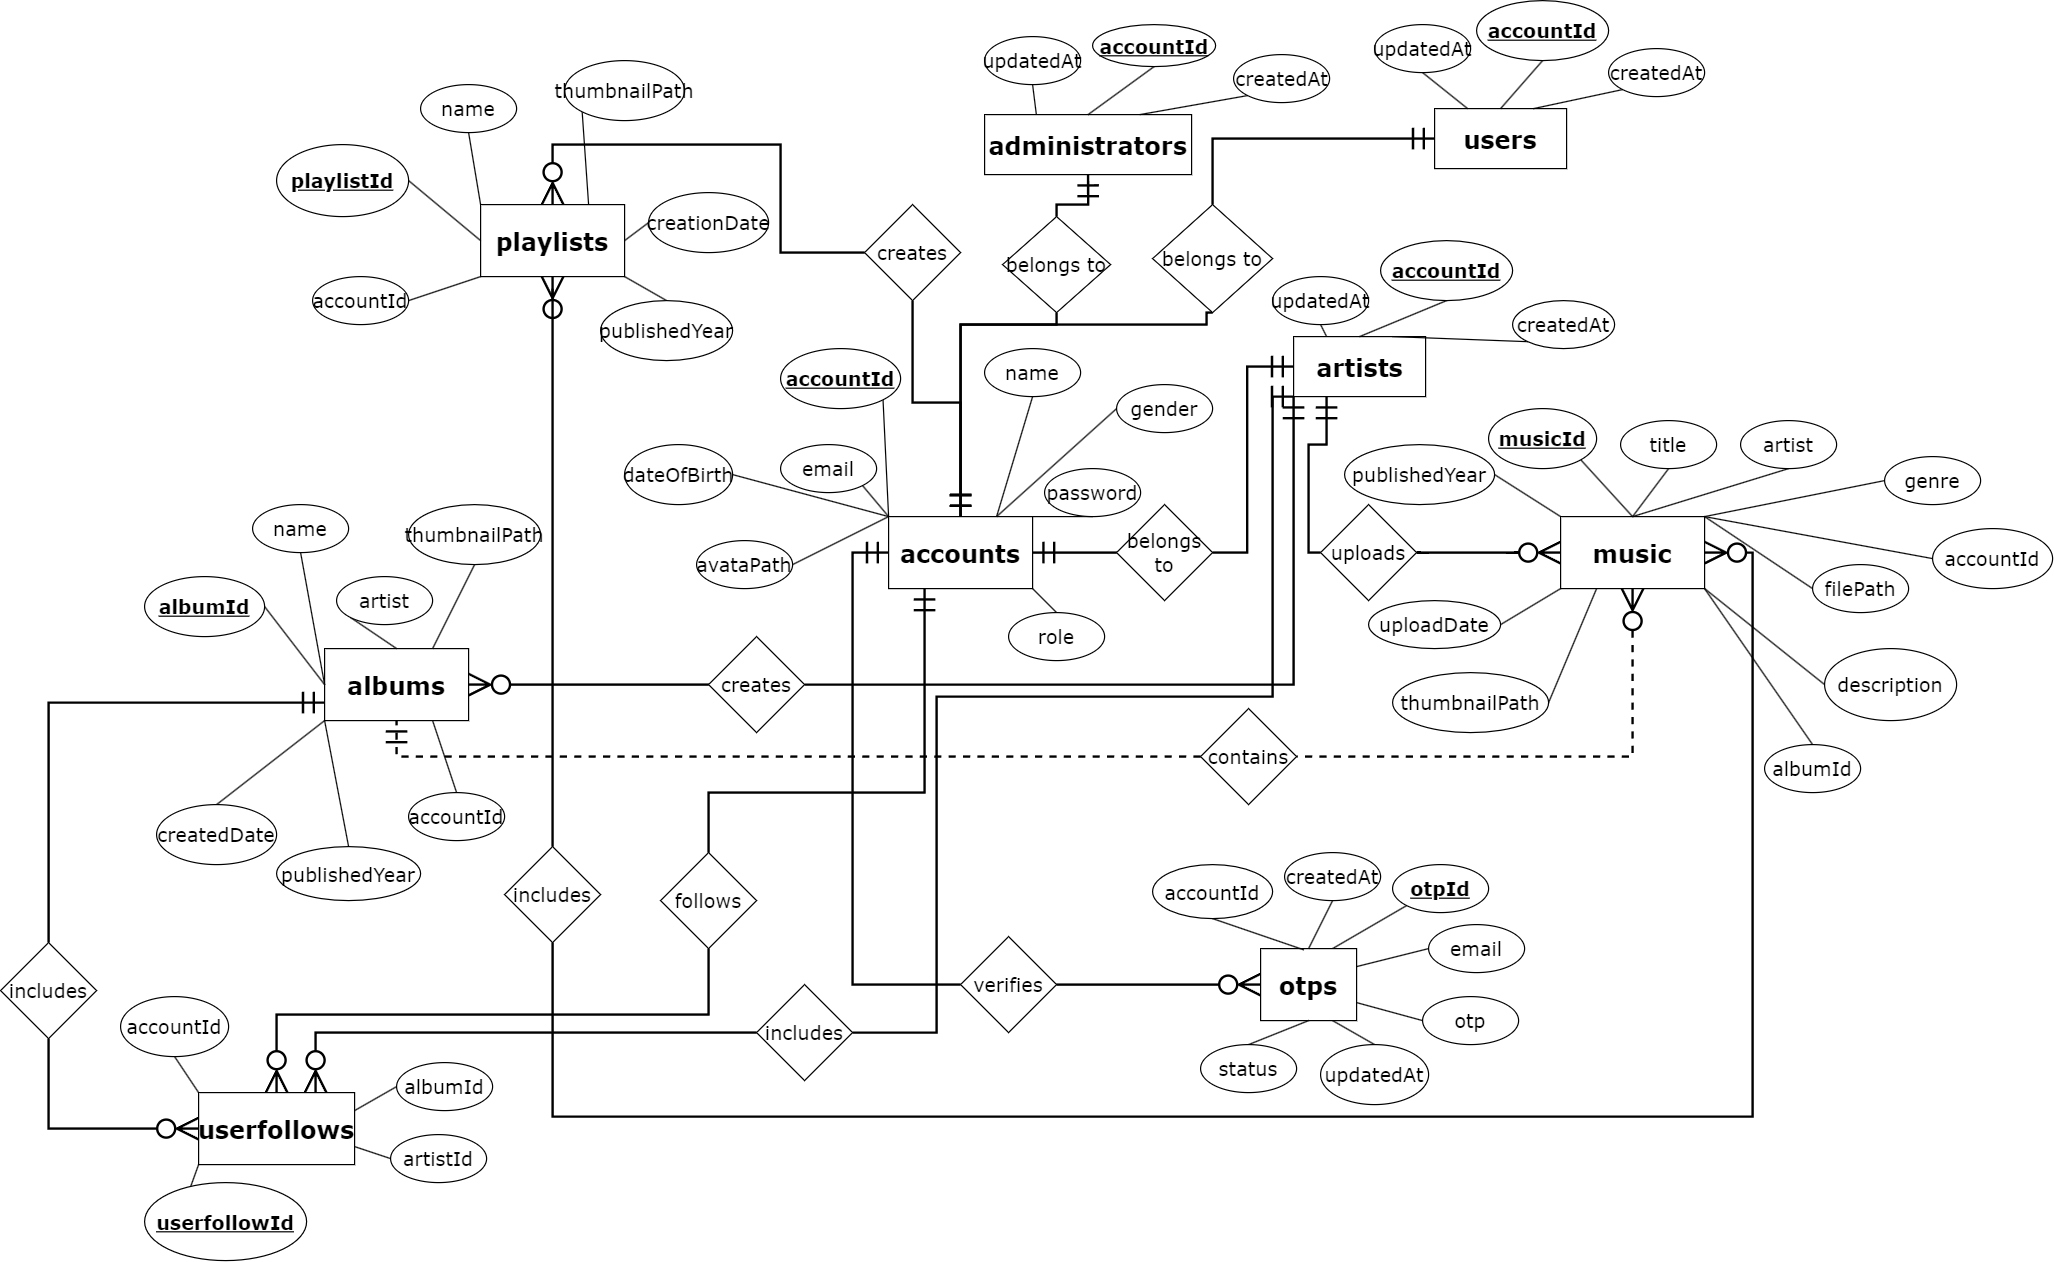 accountId
updatedAt
accountId
updatedAt
createdAt
createdAt
thumbnailPath
name
administrators
users
playlistId
creationDate
playlists
creates
belongs to
belongs to
accountId
updatedAt
accountId
publishedYear
createdAt
accountId
name
artists
gender
musicId
title
artist
dateOfBirth
email
publishedYear
genre
password
name
thumbnailPath
avataPath
accounts
belongs
to
uploads
music
accountId
albumId
artist
filePath
role
uploadDate
albums
creates
thumbnailPath
description
contains
albumId
createdDate
accountId
publishedYear
includes
follows
accountId
createdAt
otpId
email
includes
verifies
otps
accountId
includes
otp
status
updatedAt
albumId
userfollows
artistId
userfollowId